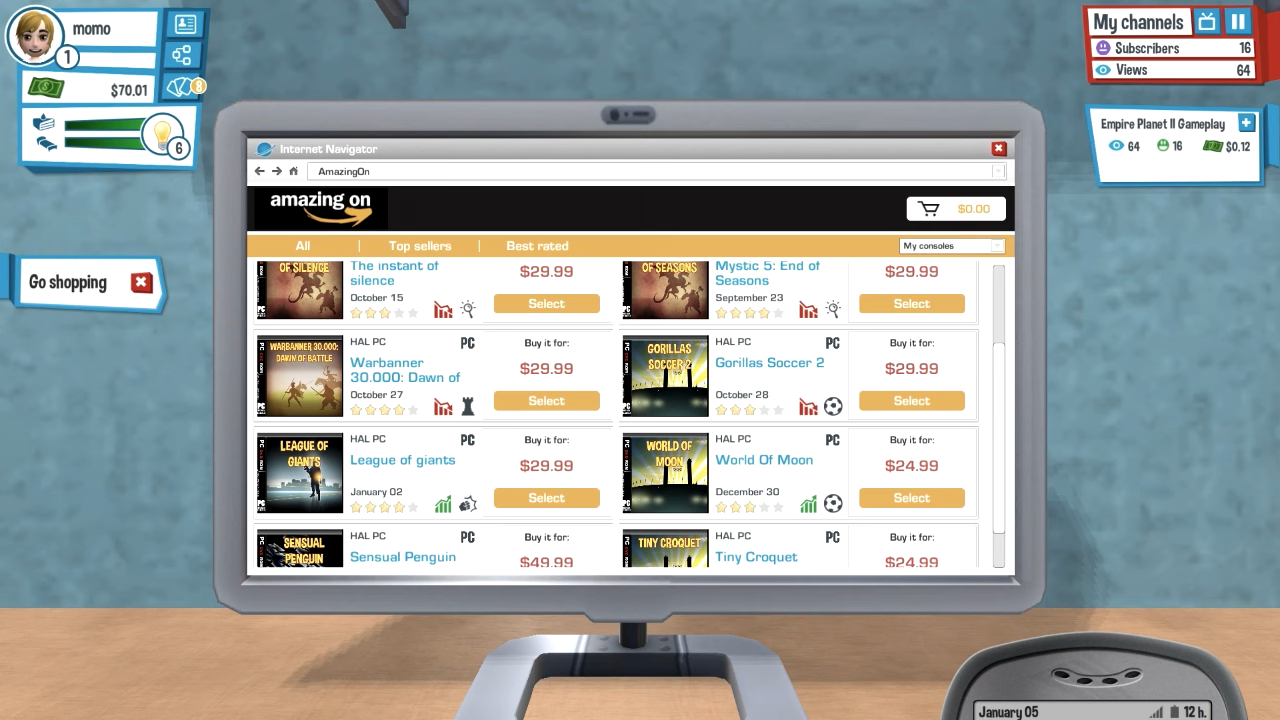 momo
1
$70.01
8
6
My channels
Subscribers 16
Views 64
Empire Planet II Gameplay
64 16 $0.12
Go shopping
Internet Navigator
AmazingOn
amazing on
$0.00
All | Top sellers | Best rated
My consoles
OF SILENCE
The instant of
silence
October 15
$29.99
Select
OF SEASONS
Mystic 5: End of
Seasons
September 23
$29.99
Select
WARBANNER 30.000:
DAWN OF BATTLE
HAL PC
PC
Warbanner
30.000: Dawn of
October 27
Buy it for:
$29.99
Select
GORILLAS
SOCCER 2
HAL PC
PC
Gorillas Soccer 2
October 28
Buy it for:
$29.99
Select
LEAGUE OF
GIANTS
HAL PC
PC
League of giants
January 02
Buy it for:
$29.99
Select
WORLD OF
MOON
HAL PC
PC
World Of Moon
December 30
Buy it for:
$24.99
Select
SENSUAL
PENGUIN
HAL PC
PC
Sensual Penguin
Buy it for:
$49.99
TINY CROQUET
HAL PC
PC
Tiny Croquet
Buy it for:
$24.99
January 05
12 h.